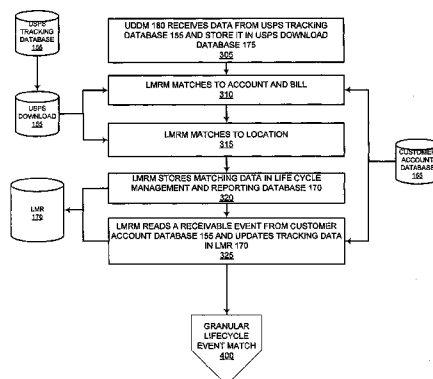 USPS
TRACKING
DATABASE
155
UDDM 180 RECEIVES DATA FROM USPS TRACKING
DATABASE 155 AND STORE IT IN USPS DOWNLOAD
DATABASE 175
305
LMRM MATCHES TO ACCOUNT AND BILL
310
USPS
DOWNLOAD
155
LMRM MATCHES TO LOCATION
315
CUSTOMER
ACCOUNT
DATABASE
165
LMRM STORES MATCHING DATA IN LIFE CYCLE
MANAGEMENT AND REPORTING DATABASE 170
320
LMR
170
LMRM READS A RECEIVABLE EVENT FROM CUSTOMER
ACCOUNT DATABASE 155 AND UPDATES TRACKING DATA
IN LMR 170
325
GRANULAR
LIFECYCLE
EVENT MATCH
400